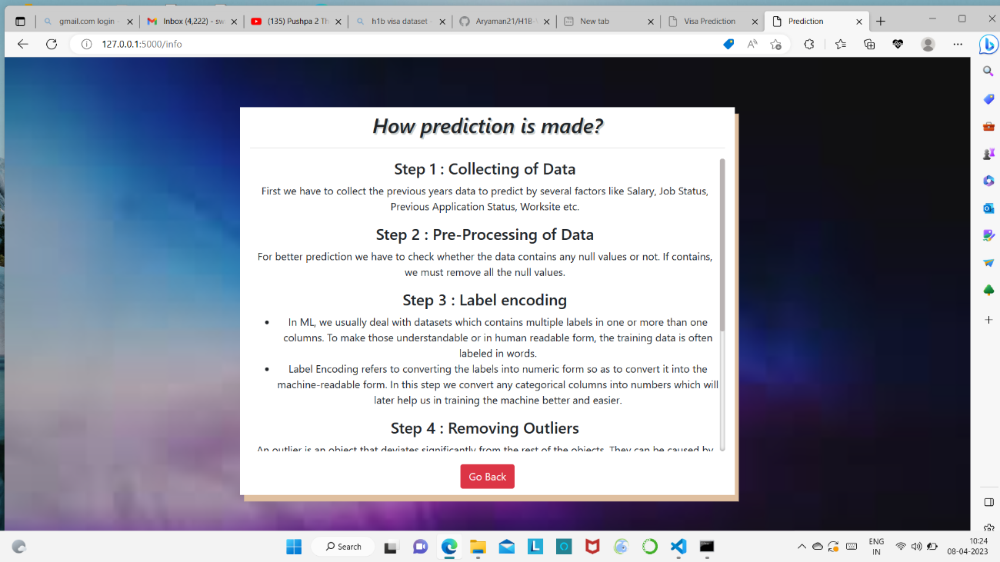 gmail.com login -
Inbox (4,222) - sw
(135) Pushpa 2 Th
h1b visa dataset -
Aryaman21/H1B-V
New tab
Visa Prediction
Prediction
127.0.0.1:5000/info
How prediction is made?
Step 1 : Collecting of Data
First we have to collect the previous years data to predict by several factors like Salary, Job Status,
Previous Application Status, Worksite etc.
Step 2 : Pre-Processing of Data
For better prediction we have to check whether the data contains any null values or not. If contains,
we must remove all the null values.
Step 3 : Label encoding
• In ML, we usually deal with datasets which contains multiple labels in one or more than one
columns. To make those understandable or in human readable form, the training data is often
labeled in words.
• Label Encoding refers to converting the labels into numeric form so as to convert it into the
machine-readable form. In this step we convert any categorical columns into numbers which will
later help us in training the machine better and easier.
Step 4 : Removing Outliers
An outlier is an object that deviates significantly from the rest of the objects. They can be caused by
Go Back
Search
ENG
IN
10:24
08-04-2023